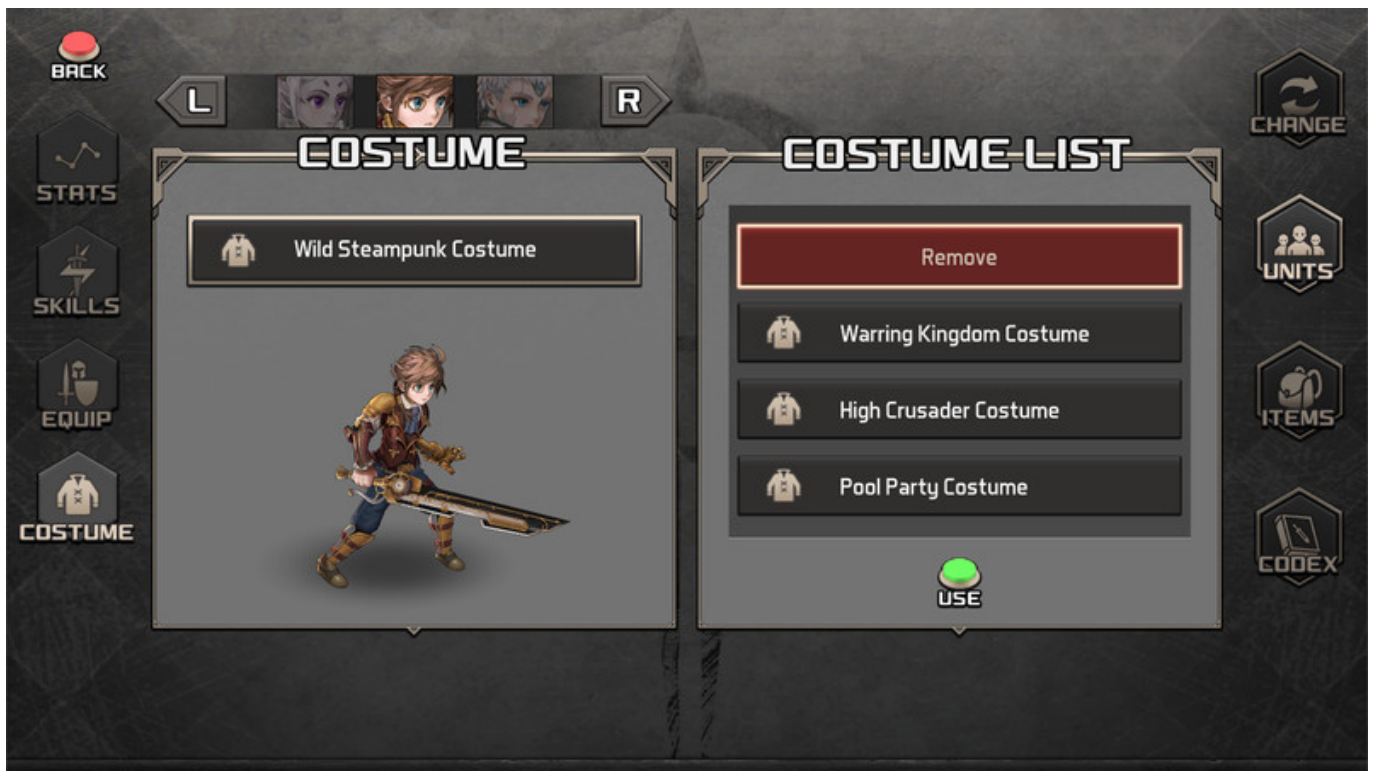 BACK
L
R
CHANGE
COSTUME
COSTUME LIST
STATS
Wild Steampunk Costume
Remove
UNITS
SKILLS
Warring Kingdom Costume
EQUIP
High Crusader Costume
ITEMS
COSTUME
Pool Party Costume
CODEX
USE